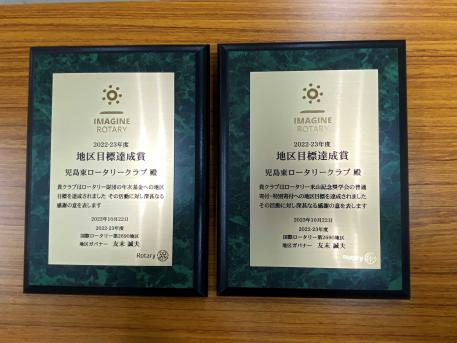 IMAGINE
ROTARY
2022-23年度
地区目標達成賞
児島東ロータリークラブ 殿
貴クラブはロータリー財団の年次基金への地区
目標を達成されました その活動に対し深甚なる
感謝の意を表します
2023年10月22日
2022-23年度
国際ロータリー第2690地区
地区ガバナー 友末 誠夫
Rotary
IMAGINE
ROTARY
2022-23年度
地区目標達成賞
児島東ロータリークラブ 殿
貴クラブはロータリー米山記念奨学会の普通
寄付・特別寄付への地区目標を達成されました
その活動に対し深甚なる感謝の意を表します
2023年10月22日
2022-23年度
国際ロータリー第2690地区
地区ガバナー 友末 誠夫
Rotary